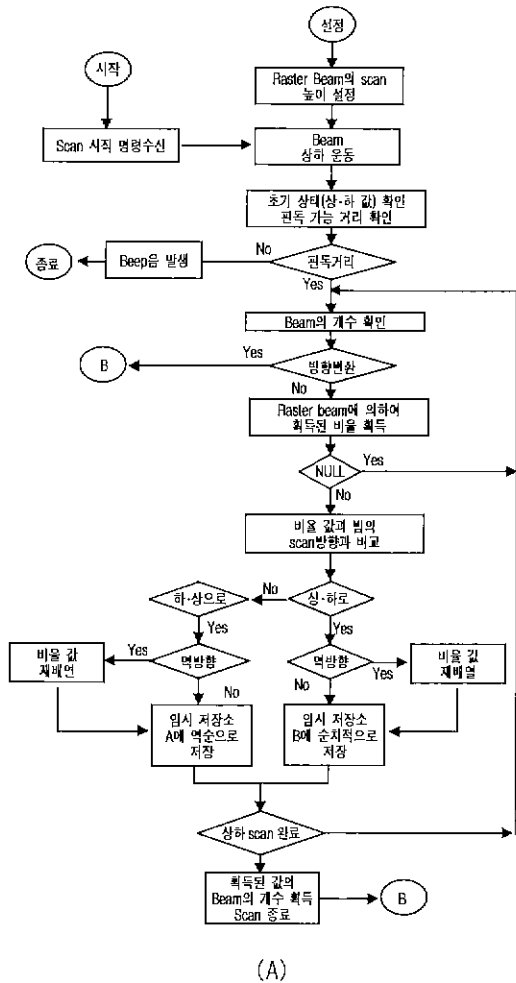 설정
시작
Raster Beam의 scan
높이 설정
Scan 시작 명령수신
Beam
상하 운동
초기 상태(상·하 값) 확인
판독 가능 거리 확인
종료
Beep음 발생
No
판독거리
Yes
Beam의 개수 확인
B
Yes
방향변환
No
Raster beam에 의하여
획득된 비율 획득
NULL
Yes
No
비율 값과 빔의
scan방향과 비교
하·상으로
No
상·하로
Yes
Yes
비율 값
재배열
Yes
역방향
역방향
Yes
비율 값
재배열
No
No
임시 저장소
A에 역순으로
저장
임시 저장소
B에 순차적으로
저장
상하 scan 완료
획득된 값의
Beam의 개수 획득
Scan 종료
B
(A)